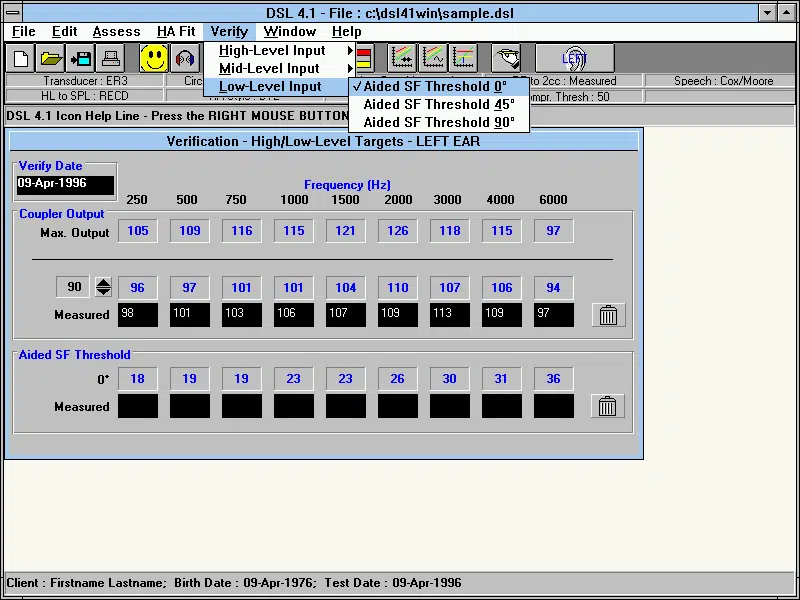 DSL 4.1 - File : c:\dsl41win\sample.dsl
File Edit Assess HA Fit Verify Window Help
High-Level Input
Mid-Level Input
Low-Level Input
✓Aided SF Threshold 0°
Aided SF Threshold 45°
Aided SF Threshold 90°
LEFT
Transducer : ER3
Circ
to 2cc : Measured
Speech : Cox/Moore
HL to SPL : RECD
mpr. Thresh : 50
DSL 4.1 Icon Help Line - Press the RIGHT MOUSE BUTTON
Verification - High/Low-Level Targets - LEFT EAR
Verify Date
09-Apr-1996
Frequency (Hz)
250 500 750 1000 1500 2000 3000 4000 6000
Coupler Output
Max. Output 105 109 116 115 121 126 118 115 97
90 96 97 101 101 104 110 107 106 94
Measured 98 101 103 106 107 109 113 109 97
Aided SF Threshold
0° 18 19 19 23 23 26 30 31 36
Measured
Client : Firstname Lastname; Birth Date : 09-Apr-1976; Test Date : 09-Apr-1996